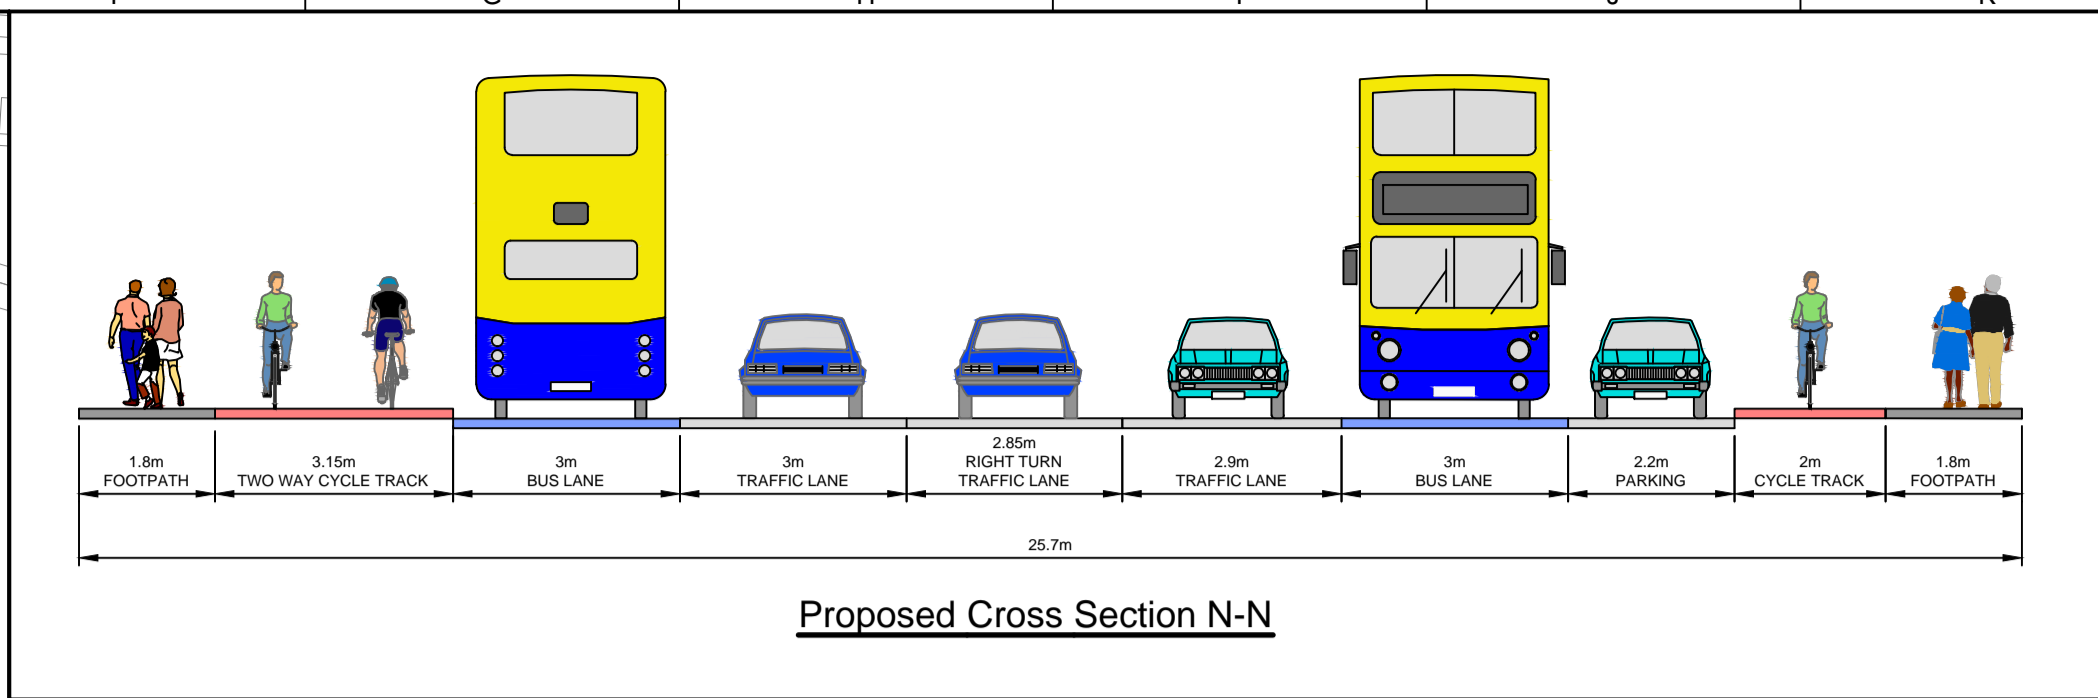 1.8m
FOOTPATH
3.15m
TWO WAY CYCLE TRACK
3m
BUS LANE
3m
TRAFFIC LANE
2.85m
RIGHT TURN
TRAFFIC LANE
2.9m
TRAFFIC LANE
3m
BUS LANE
2.2m
PARKING
2m
CYCLE TRACK
1.8m
FOOTPATH
25.7m
Proposed Cross Section N-N